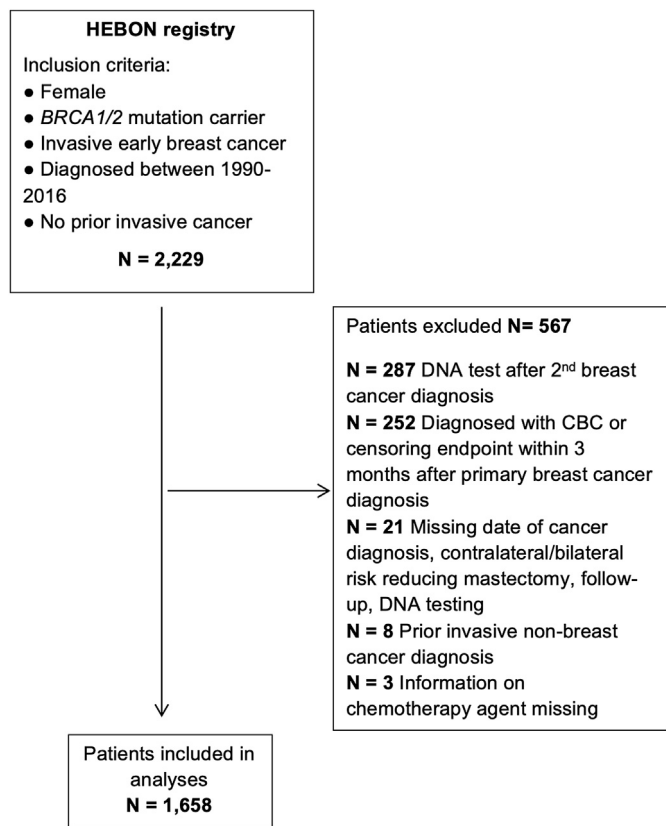 HEBON registry
Inclusion criteria:
● Female
● BRCA1/2 mutation carrier
● Invasive early breast cancer
● Diagnosed between 1990-
2016
● No prior invasive cancer
N = 2,229
Patients excluded N= 567
N = 287 DNA test after 2nd breast
cancer diagnosis
N = 252 Diagnosed with CBC or
censoring endpoint within 3
months after primary breast cancer
diagnosis
N = 21 Missing date of cancer
diagnosis, contralateral/bilateral
risk reducing mastectomy, follow-
up, DNA testing
N = 8 Prior invasive non-breast
cancer diagnosis
N = 3 Information on
chemotherapy agent missing
Patients included in
analyses
N = 1,658